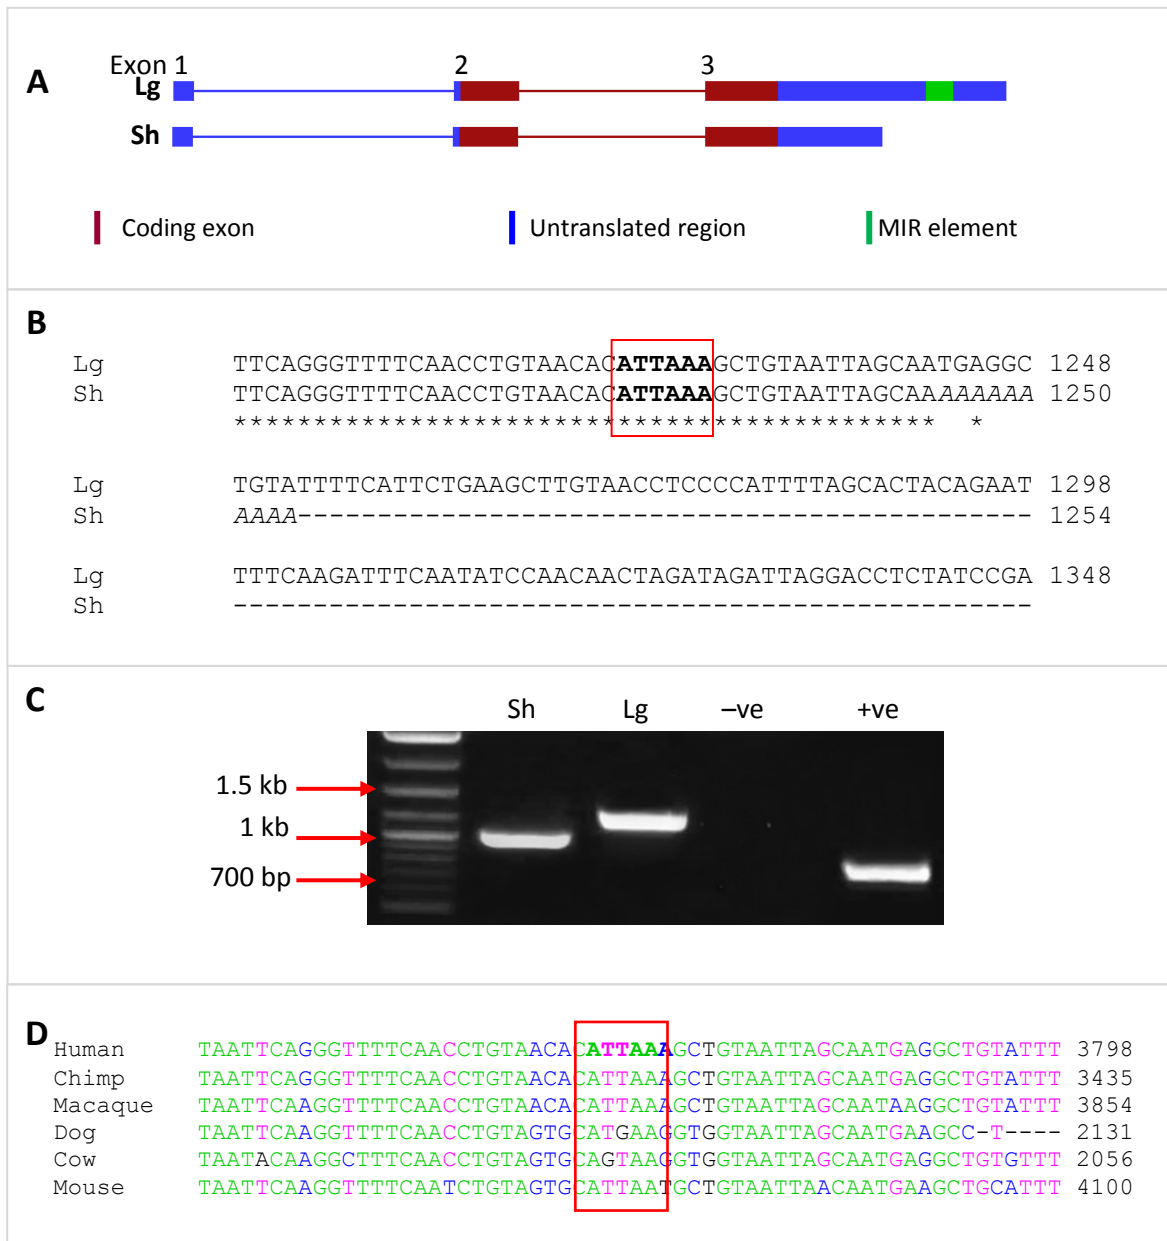 A
Exon 1 2 3
Lg
Sh
Coding exon Untranslated region MIR element
B
Lg TTCAGGGTTTTCAACCTGTAACACATTAAAGCTGTAATTAGCAATGAGGC 1248
Sh TTCAGGGTTTTCAACCTGTAACACATTAAAGCTGTAATTAGCAAAAAAAA 1250
********************************************  *
Lg TGTATTTTCATTCTGAAGCTTGTAACCTCCCCATTTTAGCACTACAGAAT 1298
Sh AAAA---------------------------------------------- 1254
Lg TTTCAAGATTTCAATATCCAACAACTAGATAGATTAGGACCTCTATCCGA 1348
Sh --------------------------------------------------
C
Sh Lg –ve +ve
1.5 kb
1 kb
700 bp
D
Human TAATTCAGGGTTTTCAACCTGTAACACATTAAAGCTGTAATTAGCAATGAGGCTGTATTT 3798
Chimp TAATTCAGGGTTTTCAACCTGTAACACATTAAAGCTGTAATTAGCAATGAGGCTGTATTT 3435
Macaque TAATTCAAGGTTTTCAACCTGTAACACATTAAAGCTGTAATTAGCAATAAGGCTGTATTT 3854
Dog TAATTCAAGGTTTTCAACCTGTAGTGCATGAAGGTGGTAATTAGCAATGAAGCC-T---- 2131
Cow TAATACAAGGCTTTCAACCTGTAGTGCAGTAAGGTGGTAATTAGCAATGAAGCTGTGTTT 2056
Mouse TAATTCAAGGTTTTCAATCTGTAGTGCATTAATGCTGTAATTAACAATGAAGCTGCATTT 4100